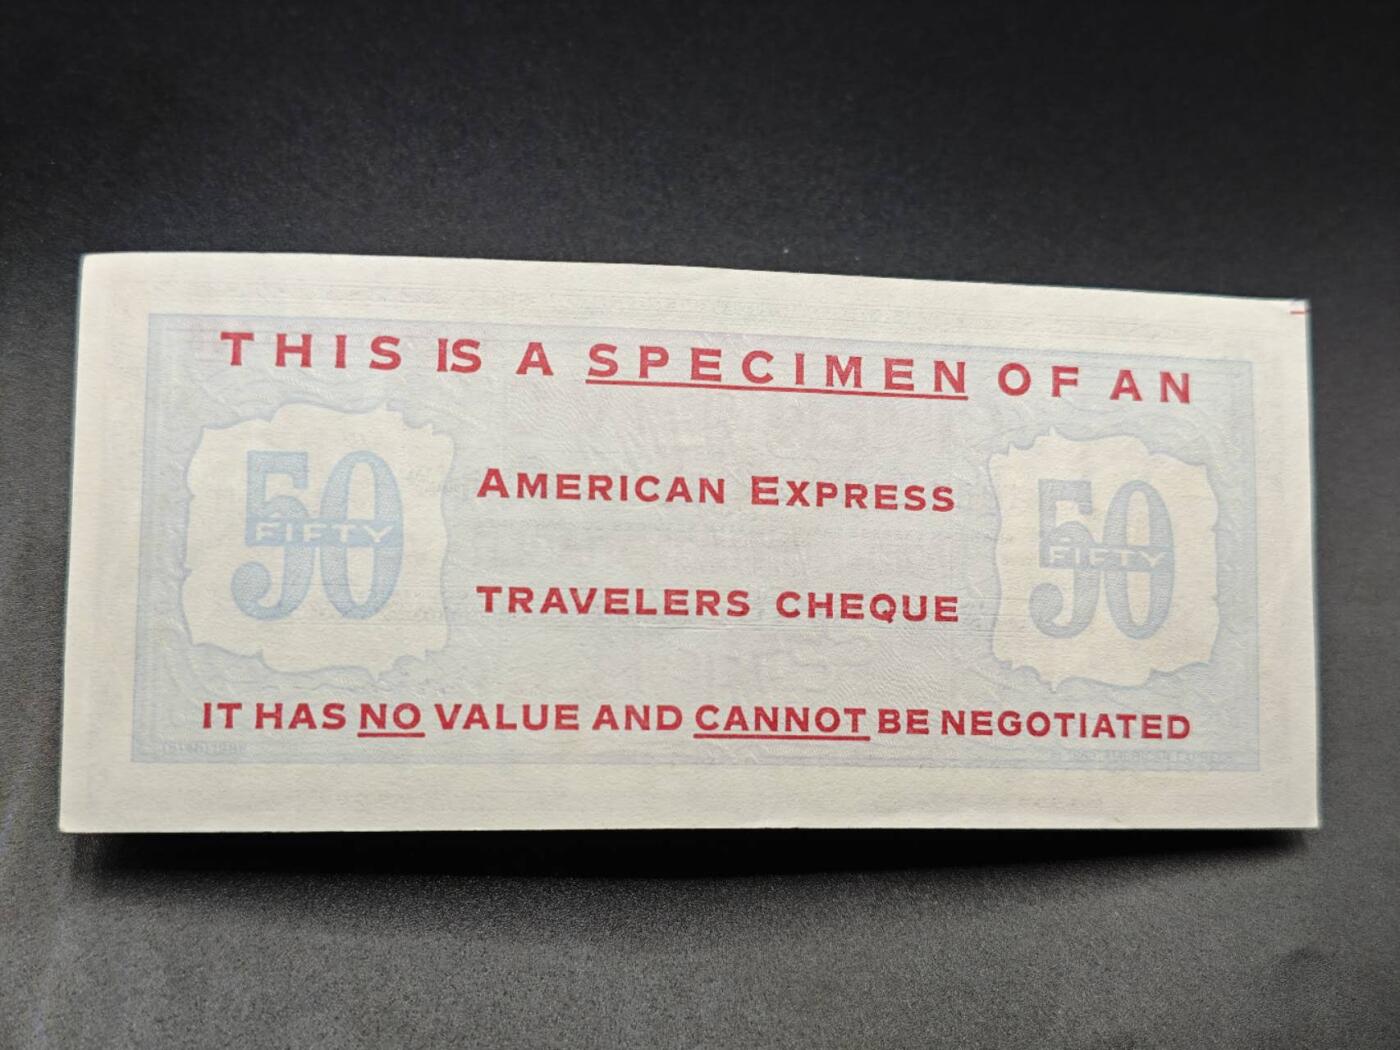 THIS IS A SPECIMEN OF AN
50 FIFTY
AMERICAN EXPRESS
TRAVELERS CHEQUE
50 FIFTY
IT HAS NO VALUE AND CANNOT BE NEGOTIATED